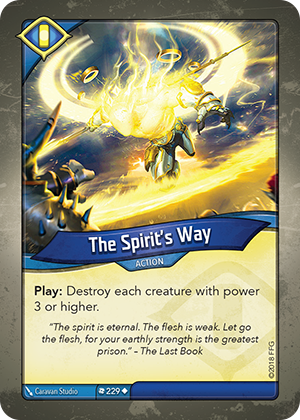 The Spirit's Way
ACTION
Play: Destroy each creature with power
3 or higher.
"The spirit is eternal. The flesh is weak. Let go
the flesh, for your earthly strength is the greatest
prison." - The Last Book
©2018 FFG
Caravan Studio
229